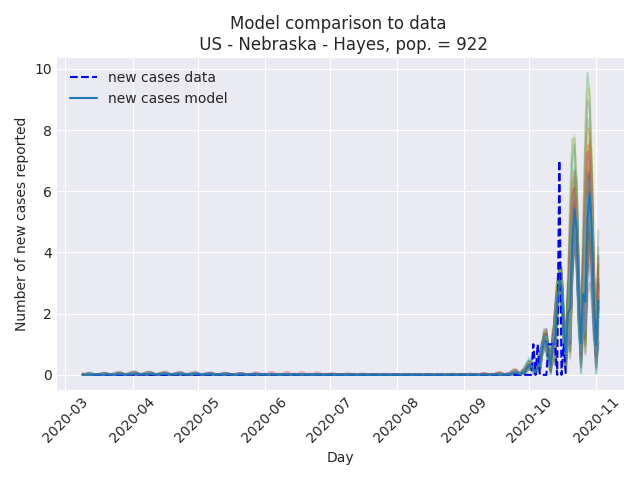 Model comparison to data
US - Nebraska - Hayes, pop. = 922
new cases data
new cases model
Number of new cases reported
10
8
6
4
2
0
2020-03
2020-04
2020-05
2020-06
2020-07
2020-08
2020-09
2020-10
2020-11
Day